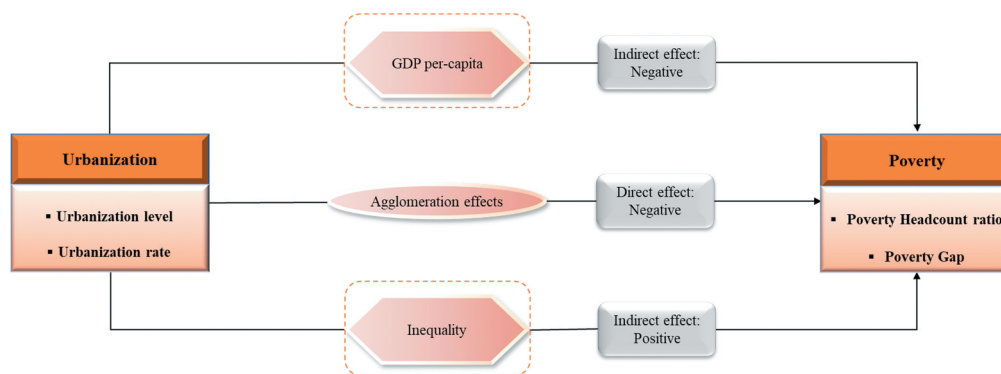 GDP per-capita
Indirect effect:
Negative
Urbanization
▪ Urbanization level
▪ Urbanization rate
Agglomeration effects
Direct effect:
Negative
Poverty
▪ Poverty Headcount ratio
▪ Poverty Gap
Inequality
Indirect effect:
Positive